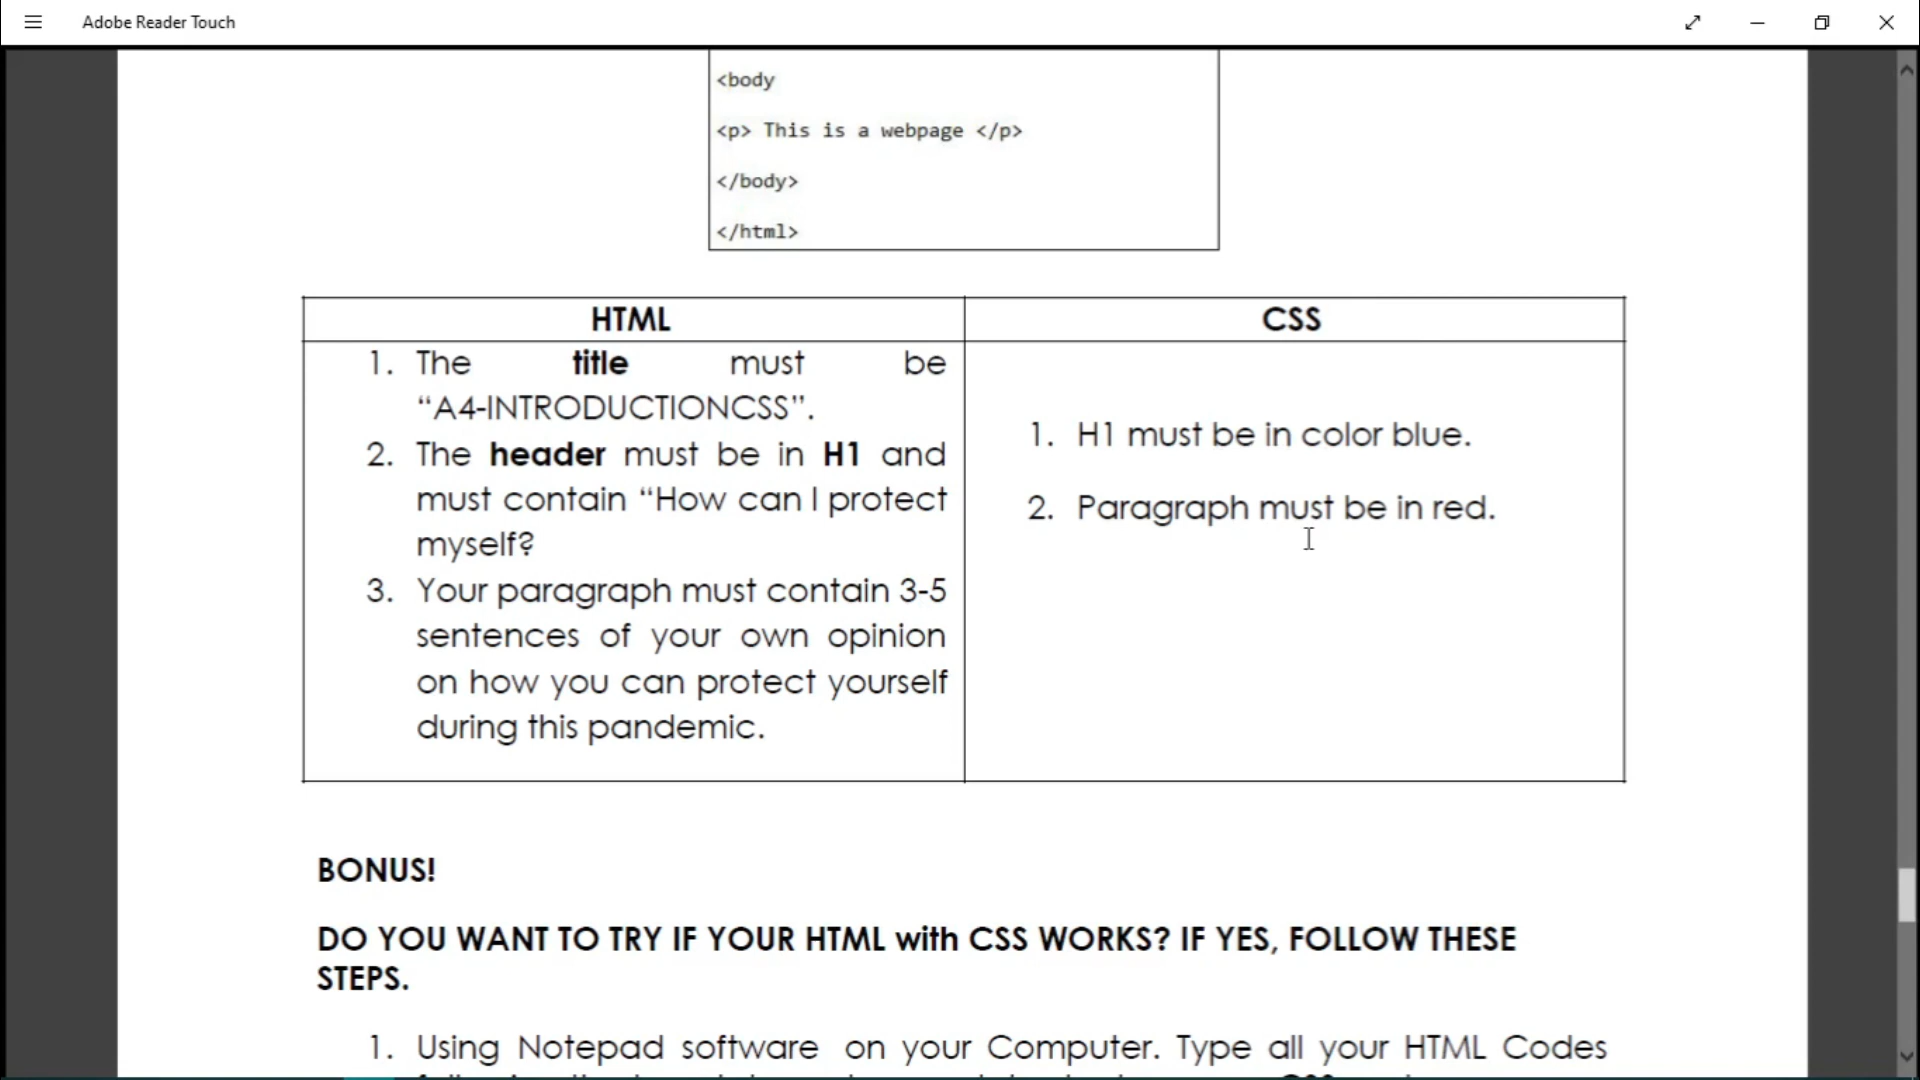 Adobe Reader Touch
<body
<p> This is a webpage </p>
</body>
</html>
HTML
CSS
1. The title must be
“A4-INTRODUCTIONCSS”.
2. The header must be in H1 and
must contain “How can I protect
myself?
3. Your paragraph must contain 3-5
sentences of your own opinion
on how you can protect yourself
during this pandemic.
1. H1 must be in color blue.
2. Paragraph must be in red.
BONUS!
DO YOU WANT TO TRY IF YOUR HTML with CSS WORKS? IF YES, FOLLOW THESE
STEPS.
1. Using Notepad software on your Computer. Type all your HTML Codes